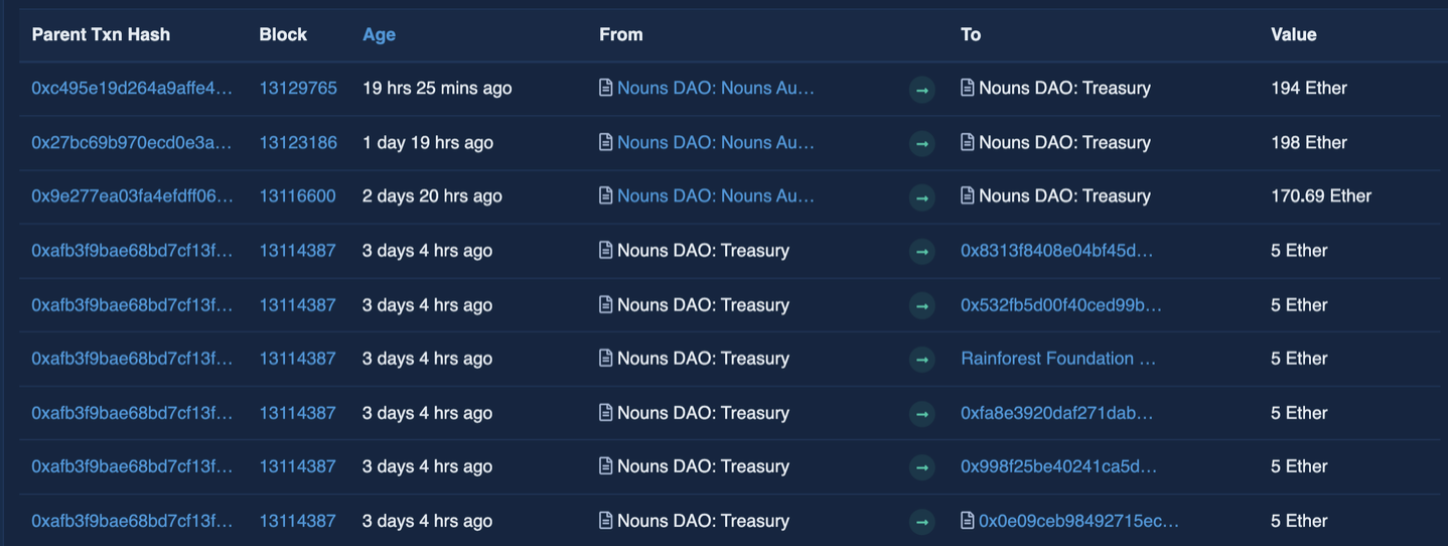 Parent Txn Hash Block Age From To Value
0xc495e19d264a9affe4... 13129765 19 hrs 25 mins ago Nouns DAO: Nouns Au... → Nouns DAO: Treasury 194 Ether
0x27bc69b970ecd0e3a... 13123186 1 day 19 hrs ago Nouns DAO: Nouns Au... → Nouns DAO: Treasury 198 Ether
0x9e277ea03fa4efdff06... 13116600 2 days 20 hrs ago Nouns DAO: Nouns Au... → Nouns DAO: Treasury 170.69 Ether
0xafb3f9bae68bd7cf13f... 13114387 3 days 4 hrs ago Nouns DAO: Treasury → 0x8313f8408e04bf45d... 5 Ether
0xafb3f9bae68bd7cf13f... 13114387 3 days 4 hrs ago Nouns DAO: Treasury → 0x532fb5d00f40ced99b... 5 Ether
0xafb3f9bae68bd7cf13f... 13114387 3 days 4 hrs ago Nouns DAO: Treasury → Rainforest Foundation ... 5 Ether
0xafb3f9bae68bd7cf13f... 13114387 3 days 4 hrs ago Nouns DAO: Treasury → 0xfa8e3920daf271dab... 5 Ether
0xafb3f9bae68bd7cf13f... 13114387 3 days 4 hrs ago Nouns DAO: Treasury → 0x998f25be40241ca5d... 5 Ether
0xafb3f9bae68bd7cf13f... 13114387 3 days 4 hrs ago Nouns DAO: Treasury → 0x0e09ceb98492715ec... 5 Ether